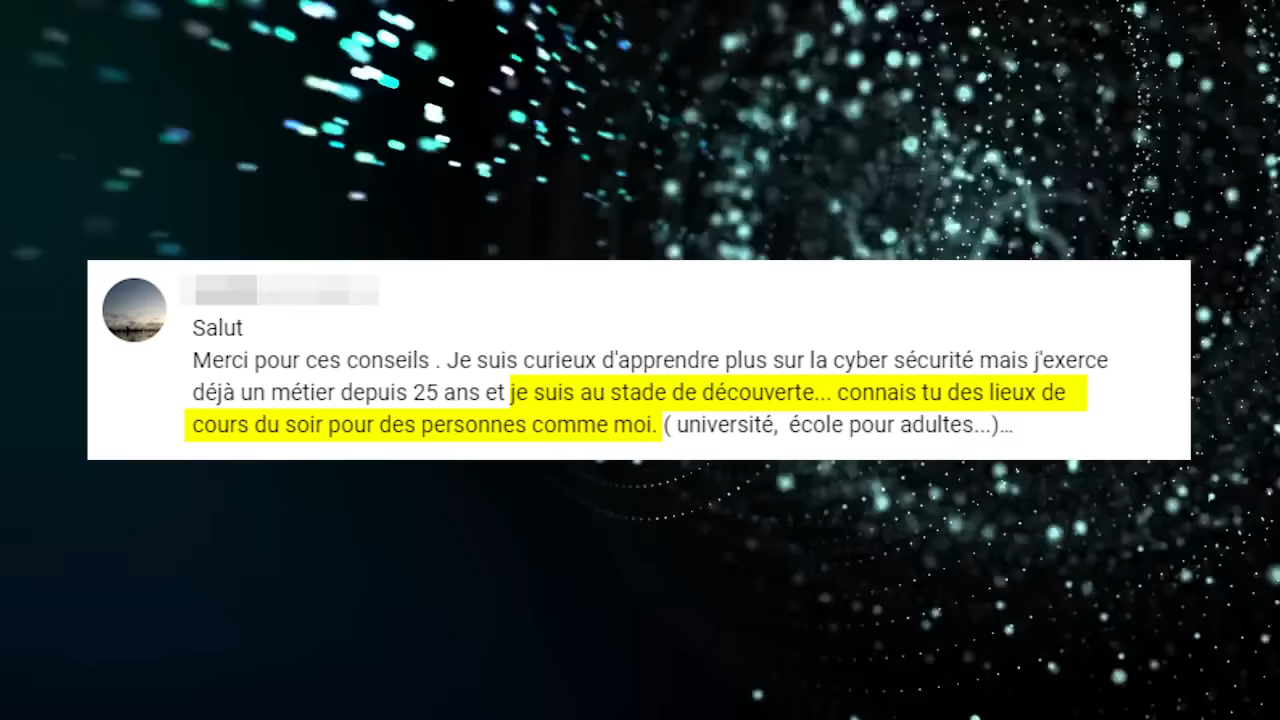 Salut
Merci pour ces conseils . Je suis curieux d'apprendre plus sur la cyber sécurité mais j'exerce
déjà un métier depuis 25 ans et je suis au stade de découverte... connais tu des lieux de
cours du soir pour des personnes comme moi. ( université,  école pour adultes...)…